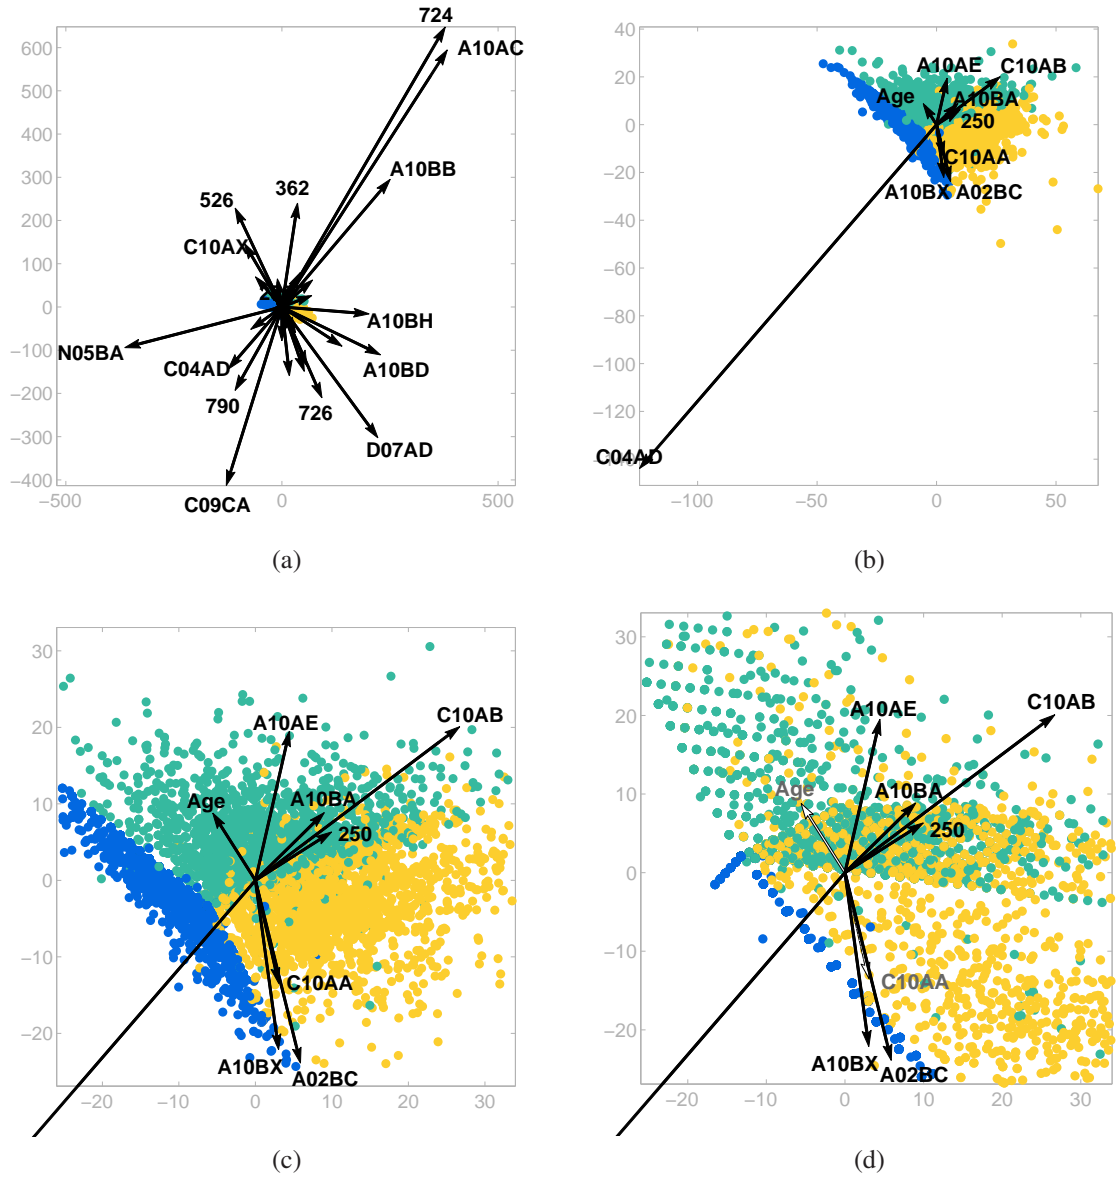 724
600
A10AC
500
400
A10BB
300
362
526
200
C10AX
100
0
A10BH
N05BA
−100
C04AD
A10BD
790
726
−200
−300
D07AD
−400
C09CA
−500
0
500
(a)
40
A10AE
C10AB
20
Age
A10BA
250
0
C10AA
−20
A10BX
A02BC
−40
−60
−80
−100
−120
C04AD
−100
−50
0
50
(b)
30
20
A10AE
C10AB
10
Age
A10BA
250
0
−10
C10AA
−20
A10BX
A02BC
−20
−10
0
10
20
30
(c)
30
20
A10AE
C10AB
10
Age
A10BA
250
0
−10
C10AA
−20
A10BX
A02BC
−20
−10
0
10
20
30
(d)